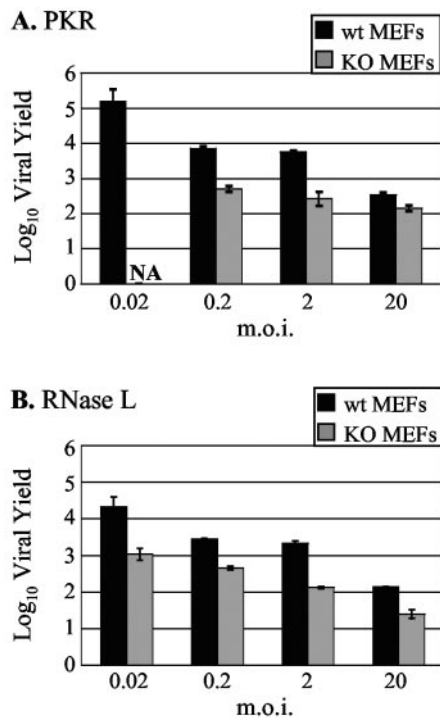 A. PKR
wt MEFs
KO MEFs
Log10 Viral Yield
6
5
4
3
2
1
0
NA
0.02 0.2 2 20
m.o.i.
B. RNase L
wt MEFs
KO MEFs
Log10 Viral Yield
6
5
4
3
2
1
0
0.02 0.2 2 20
m.o.i.